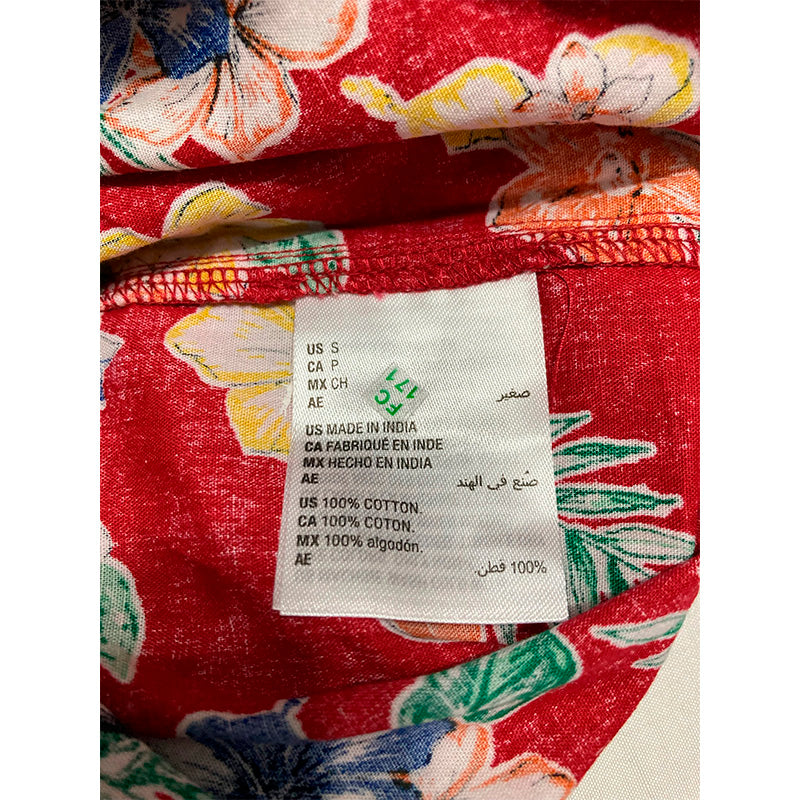 US S
CA P
MX CH
AE صغير
FC
171
US MADE IN INDIA
CA FABRIQUÉ EN INDE
MX HECHO EN INDIA
AE صُنع في الهند
US 100% COTTON.
CA 100% COTON.
MX 100% algodón.
AE 100% قطن.